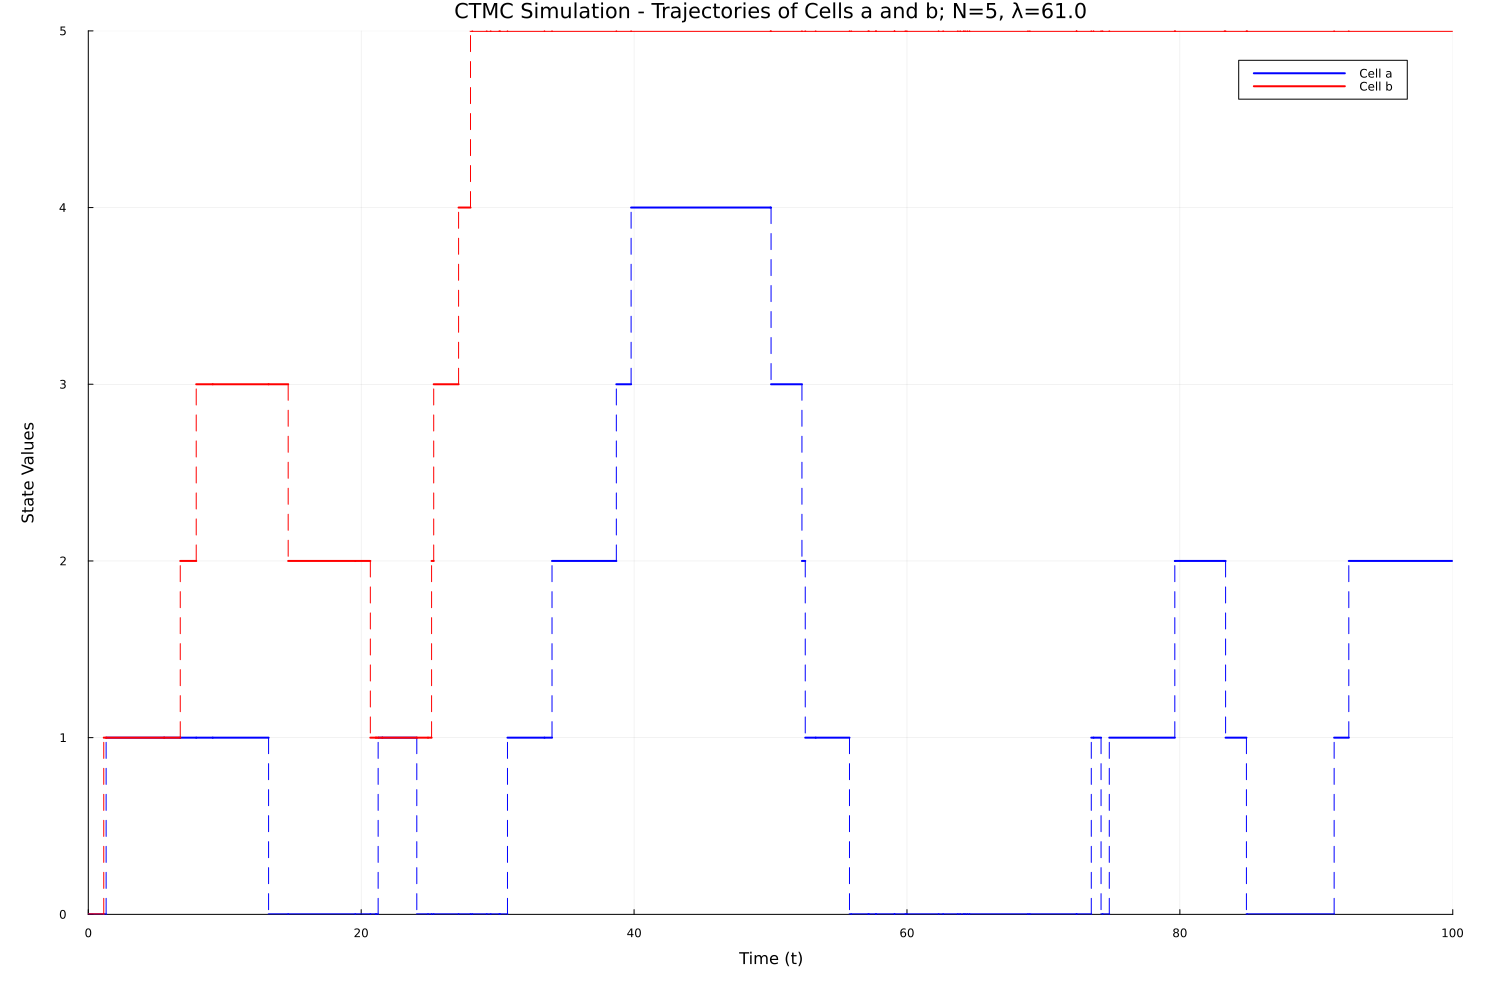 CTMC Simulation - Trajectories of Cells a and b; N=5, λ=61.0
5
4
3
2
1
0
State Values
Cell a
Cell b
0 20 40 60 80 100
Time (t)